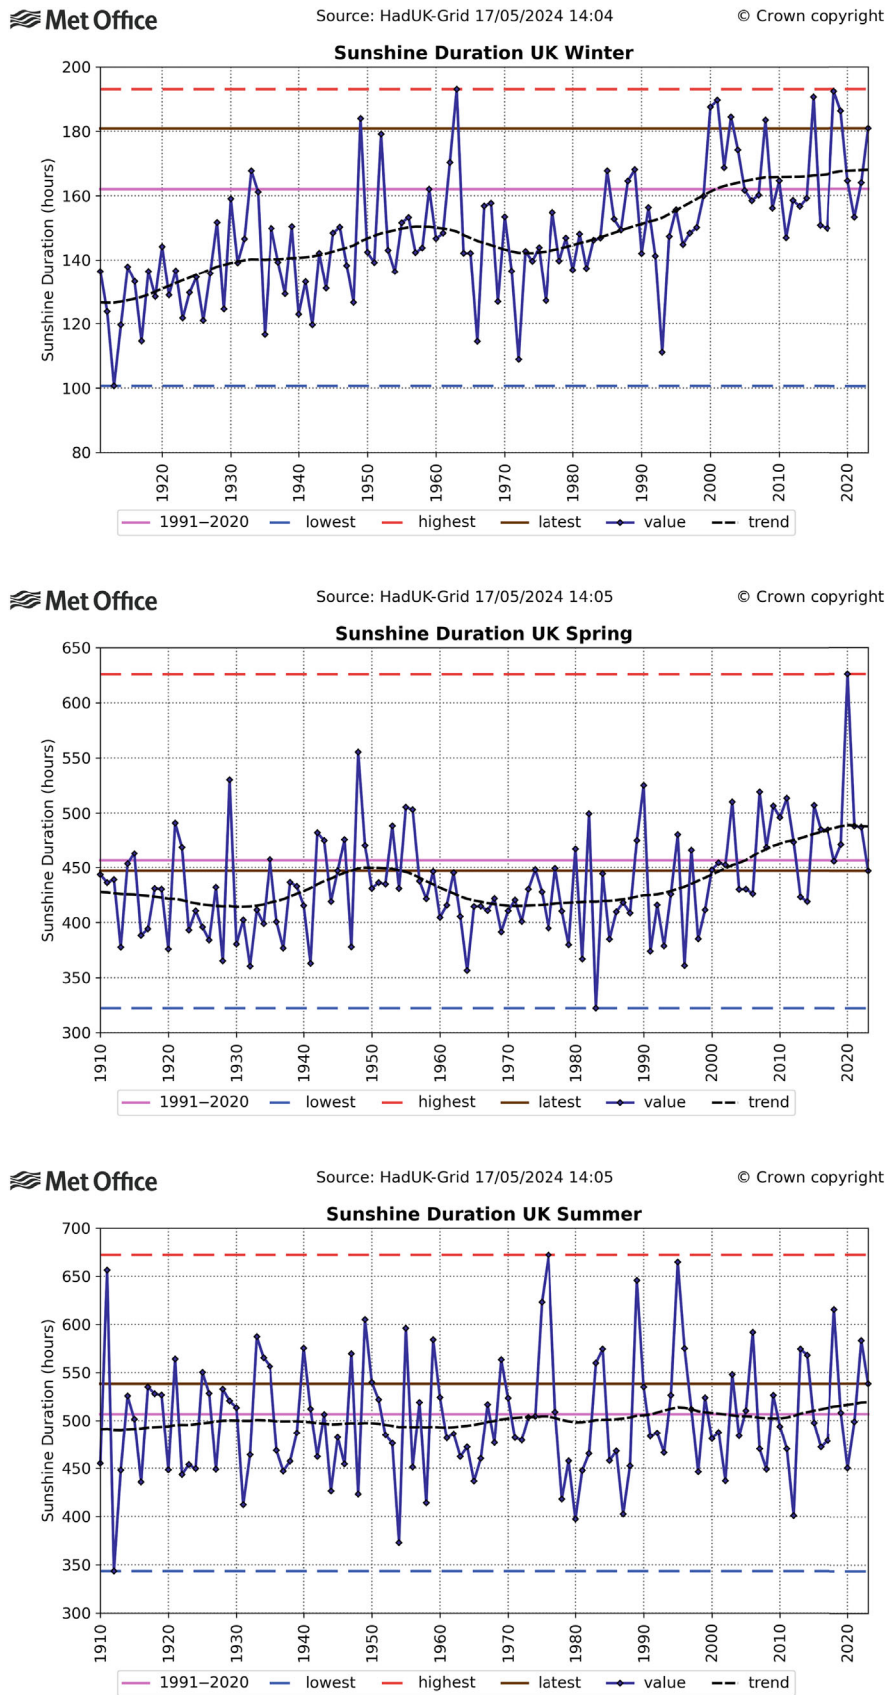 Met Office Source: HadUK-Grid 17/05/2024 14:04 © Crown copyright
Sunshine Duration UK Winter
Sunshine Duration (hours)
200
180
160
140
120
100
80
1920 1930 1940 1950 1960 1970 1980 1990 2000 2010 2020
1991–2020 lowest highest latest value trend
Met Office Source: HadUK-Grid 17/05/2024 14:05 © Crown copyright
Sunshine Duration UK Spring
Sunshine Duration (hours)
650
600
550
500
450
400
350
300
1910 1920 1930 1940 1950 1960 1970 1980 1990 2000 2010 2020
1991–2020 lowest highest latest value trend
Met Office Source: HadUK-Grid 17/05/2024 14:05 © Crown copyright
Sunshine Duration UK Summer
Sunshine Duration (hours)
700
650
600
550
500
450
400
350
300
1910 1920 1930 1940 1950 1960 1970 1980 1990 2000 2010 2020
1991–2020 lowest highest latest value trend